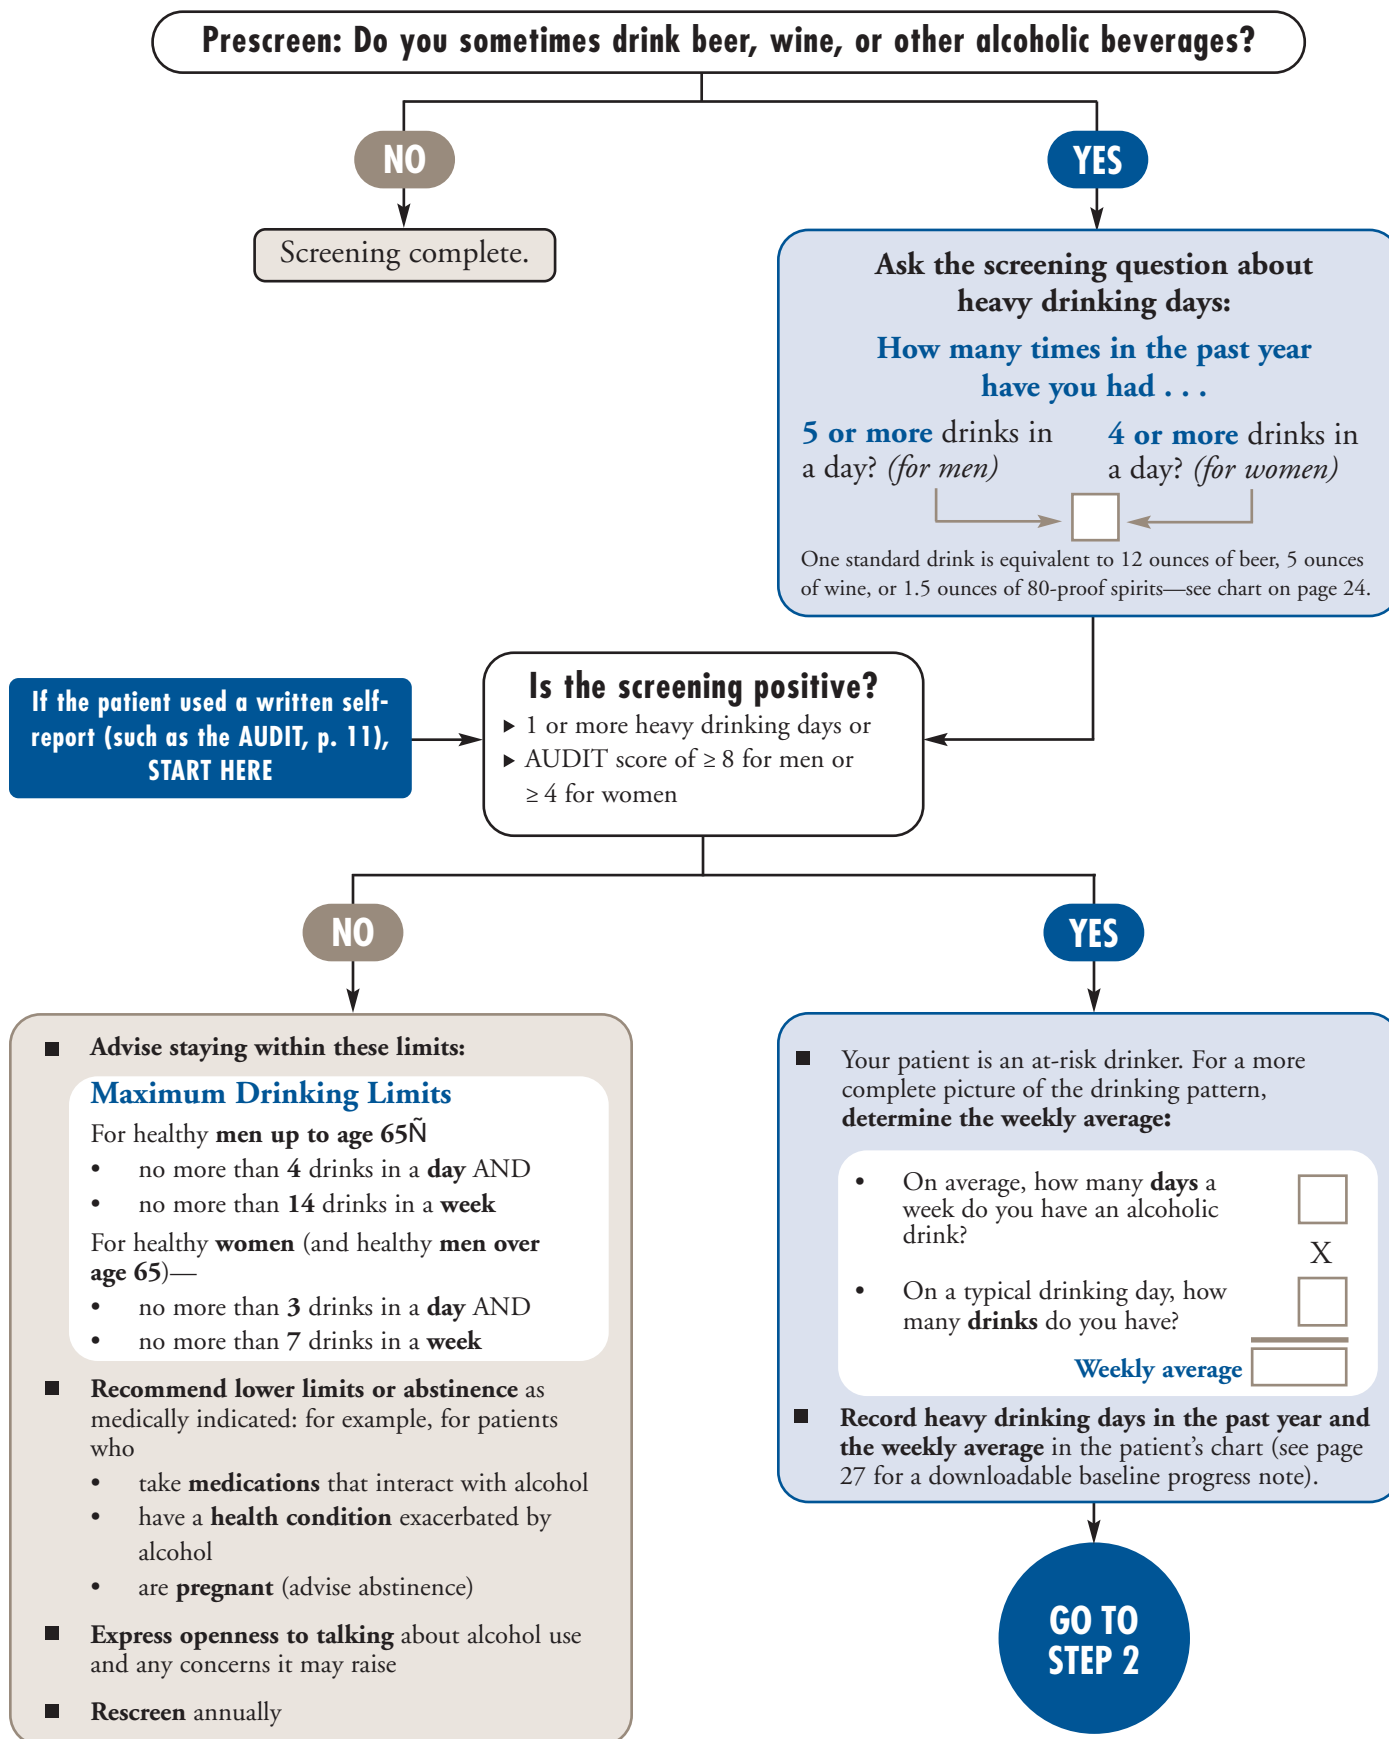 Prescreen: Do you sometimes drink beer, wine, or other alcoholic beverages?
NO
YES
Screening complete.
Ask the screening question about
heavy drinking days:
How many times in the past year
have you had . . .
5 or more drinks in
a day? (for men)
4 or more drinks in
a day? (for women)
One standard drink is equivalent to 12 ounces of beer, 5 ounces
of wine, or 1.5 ounces of 80-proof spirits—see chart on page 24.
If the patient used a written self-
report (such as the AUDIT, p. 11),
START HERE
Is the screening positive?
▶ 1 or more heavy drinking days or
▶ AUDIT score of ≥ 8 for men or
≥ 4 for women
NO
YES
■ Advise staying within these limits:
Maximum Drinking Limits
For healthy men up to age 65Ñ
• no more than 4 drinks in a day AND
• no more than 14 drinks in a week
For healthy women (and healthy men over
age 65)—
• no more than 3 drinks in a day AND
• no more than 7 drinks in a week
■ Recommend lower limits or abstinence as
medically indicated: for example, for patients
who
• take medications that interact with alcohol
• have a health condition exacerbated by
alcohol
• are pregnant (advise abstinence)
■ Express openness to talking about alcohol use
and any concerns it may raise
■ Rescreen annually
■ Your patient is an at-risk drinker. For a more
complete picture of the drinking pattern,
determine the weekly average:
• On average, how many days a
week do you have an alcoholic
drink?
X
• On a typical drinking day, how
many drinks do you have?
Weekly average
■ Record heavy drinking days in the past year and
the weekly average in the patient’s chart (see page
27 for a downloadable baseline progress note).
GO TO
STEP 2